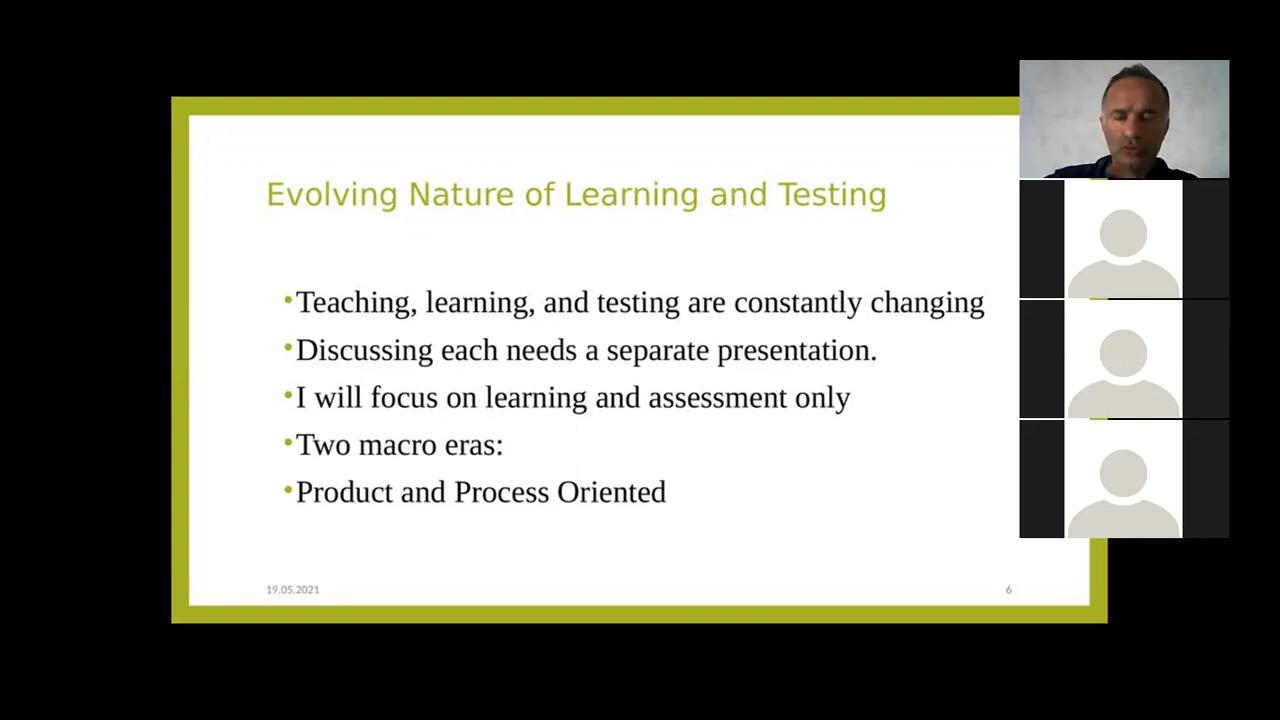 Evolving Nature of Learning and Testing
•Teaching, learning, and testing are constantly changing
•Discussing each needs a separate presentation.
•I will focus on learning and assessment only
•Two macro eras:
•Product and Process Oriented
19.05.2021
6